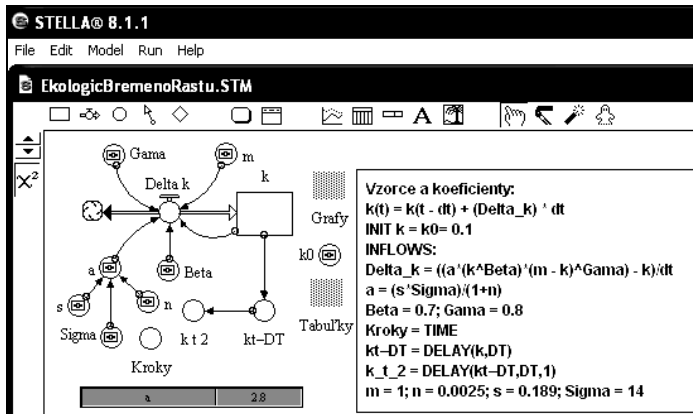 STELLA® 8.1.1
File Edit Model Run Help
EkologicBremenoRastu.STM
A
X²
Gama
m
Delta k
k
Grafy
a
Beta
k0
s
n
Sigma
k t 2
kt–DT
Tabuľky
Kroky
a 2.8
Vzorce a koeficienty:
k(t) = k(t - dt) + (Delta_k) * dt
INIT k = k0= 0.1
INFLOWS:
Delta_k = ((a*(k^Beta)*(m - k)^Gama) - k)/dt
a = (s*Sigma)/(1+n)
Beta = 0.7; Gama = 0.8
Kroky = TIME
kt–DT = DELAY(k,DT)
k_t_2 = DELAY(kt–DT,DT,1)
m = 1; n = 0.0025; s = 0.189; Sigma = 14